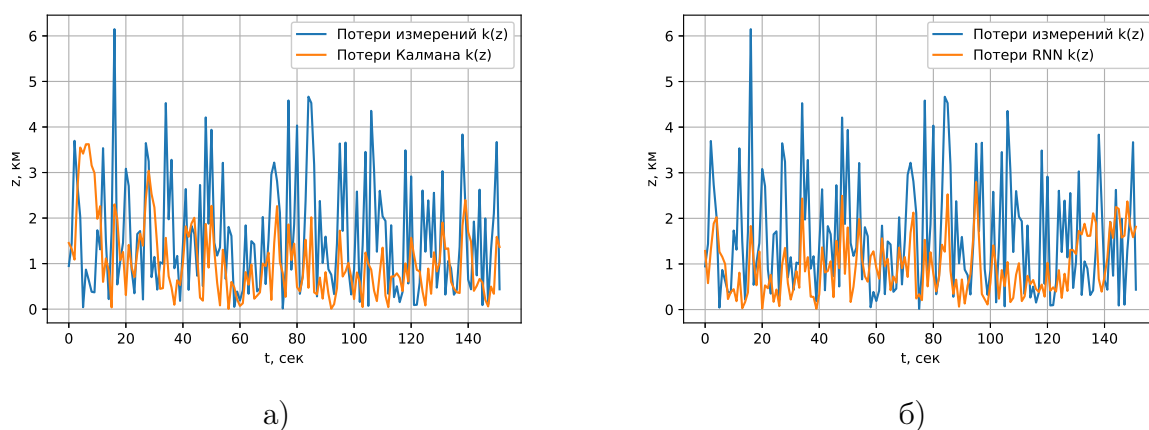 Потери измерений k(z)
Потери Калмана k(z)
z, км
6
5
4
3
2
1
0
0 20 40 60 80 100 120 140
t, сек
а)
Потери измерений k(z)
Потери RNN k(z)
z, км
6
5
4
3
2
1
0
0 20 40 60 80 100 120 140
t, сек
б)